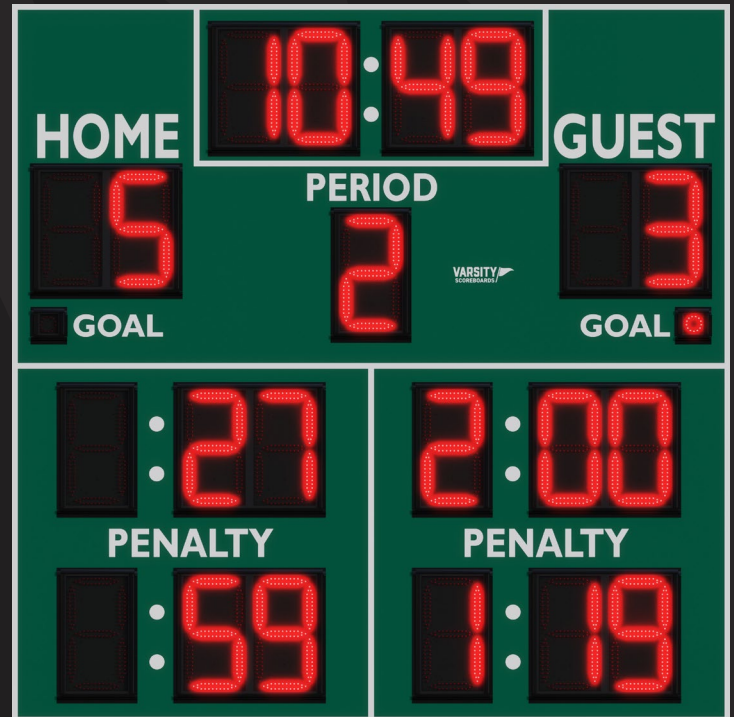 10:49
HOME
GUEST
5
PERIOD
3
2
VARSITY
SCOREBOARDS
GOAL
GOAL
:27
2:00
PENALTY
PENALTY
:59
1:19